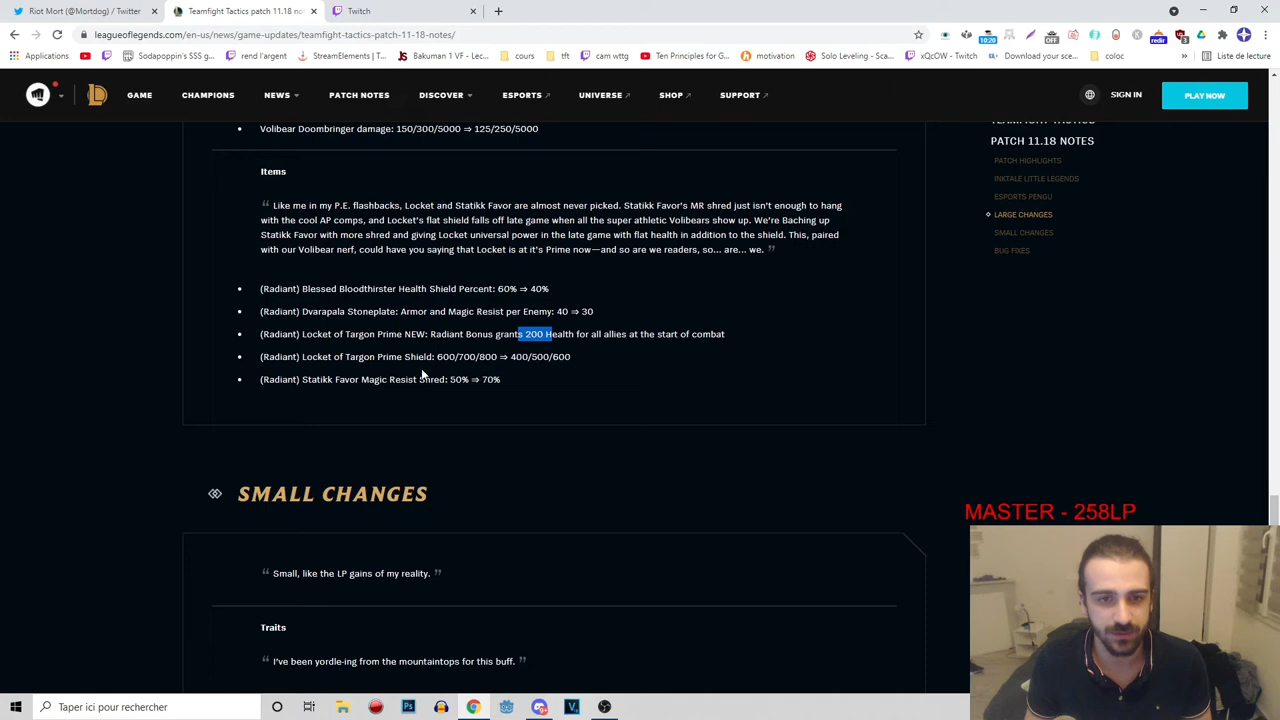 Riot Mort (@Mortdog) / Twitter
Teamfight Tactics patch 11.18 no
Twitch
leagueoflegends.com/en-us/news/game-updates/teamfight-tactics-patch-11-18-notes/
10:20
OFF
redir
3
Applications
Sodapoppin's SSS g...
rend l'argent
StreamElements | T...
Bakuman 1 VF | Jap...
cours
tft
cam wttg
Ten Principles for G...
motivation
Solo Leveling - Scan...
xQcOW - Twitch
Download your sce...
coloc
»
Liste de lecture
GAME
CHAMPIONS
NEWS
PATCH NOTES
DISCOVER
ESPORTS
UNIVERSE
SHOP
SUPPORT
SIGN IN
PLAY NOW
• Volibear Doombringer damage: 150/300/5000 ⇒ 125/250/5000
Items
“ Like me in my P.E. flashbacks, Locket and Statikk Favor are almost never picked. Statikk Favor's MR shred just isn't enough to hang
with the cool AP comps, and Locket's flat shield falls off late game when all the super athletic Volibears show up. We're Baching up
Statikk Favor with more shred and giving Locket universal power in the late game with flat health in addition to the shield. This, paired
with our Volibear nerf, could have you saying that Locket is at it's Prime now—and so are we readers, so... are... we. ”
• (Radiant) Blessed Bloodthirster Health Shield Percent: 60% ⇒ 40%
• (Radiant) Dvarapala Stoneplate: Armor and Magic Resist per Enemy: 40 ⇒ 30
• (Radiant) Locket of Targon Prime NEW: Radiant Bonus grants 200 Health for all allies at the start of combat
• (Radiant) Locket of Targon Prime Shield: 600/700/800 ⇒ 400/500/600
• (Radiant) Statikk Favor Magic Resist Shred: 50% ⇒ 70%
SMALL CHANGES
“ Small, like the LP gains of my reality. ”
Traits
“ I've been yordle-ing from the mountaintops for this buff. ”
TEAMFIGHT TACTICS
PATCH 11.18 NOTES
PATCH HIGHLIGHTS
INKTALE LITTLE LEGENDS
ESPORTS PENGU
LARGE CHANGES
SMALL CHANGES
BUG FIXES
MASTER - 258LP
Taper ici pour rechercher